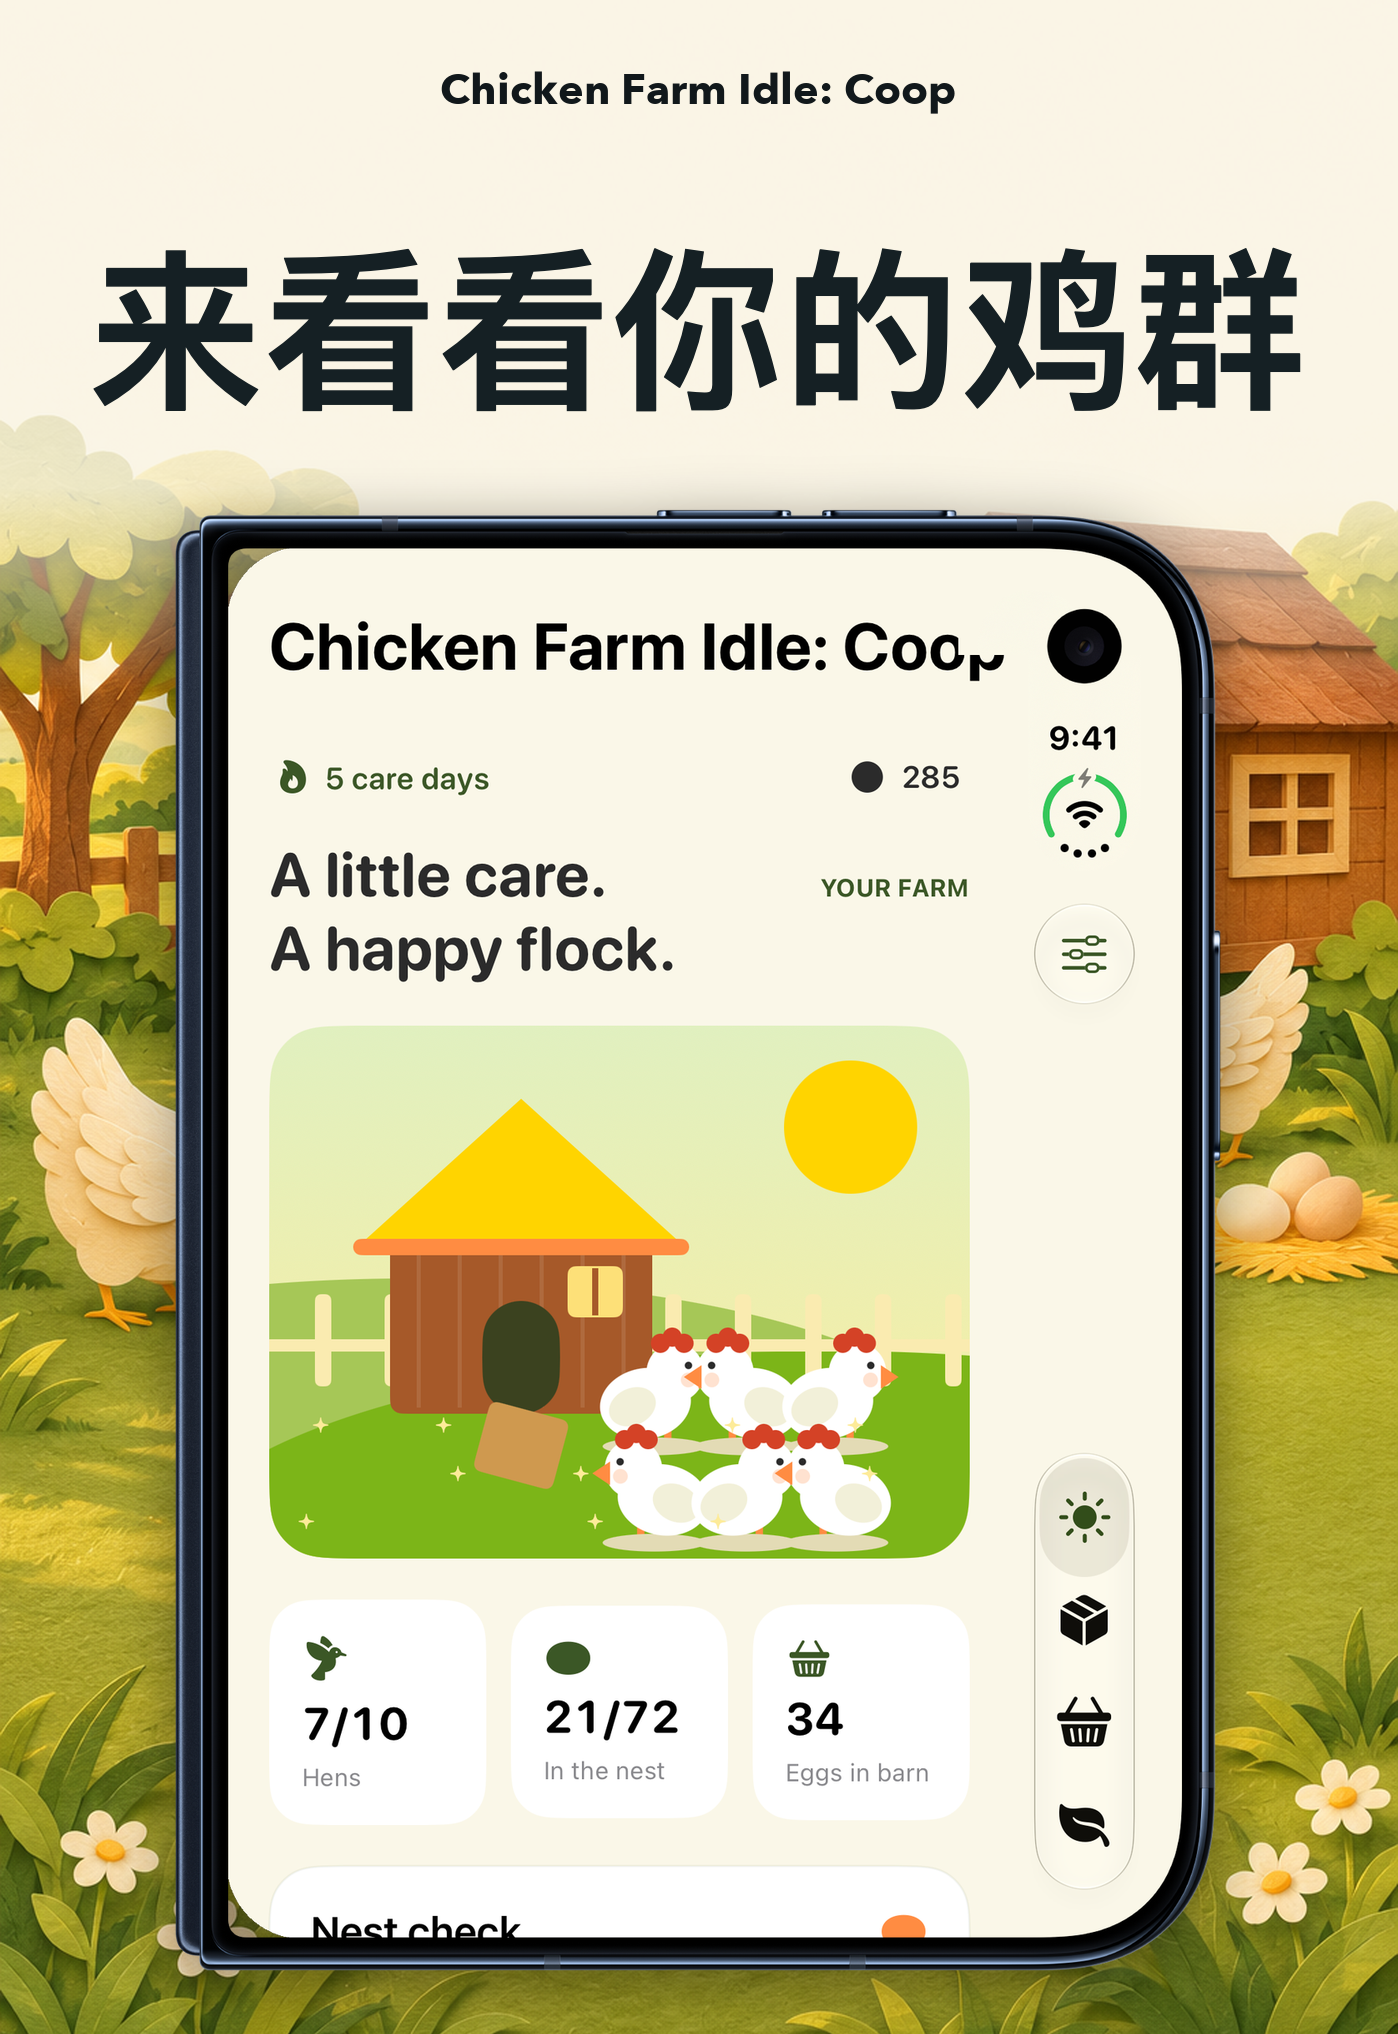 Chicken Farm Idle: Coop
来看看你的鸡群
Chicken Farm Idle: Coop
9:41
5 care days
285
A little care.
A happy flock.
YOUR FARM
7/10
Hens
21/72
In the nest
34
Eggs in barn
Nest check